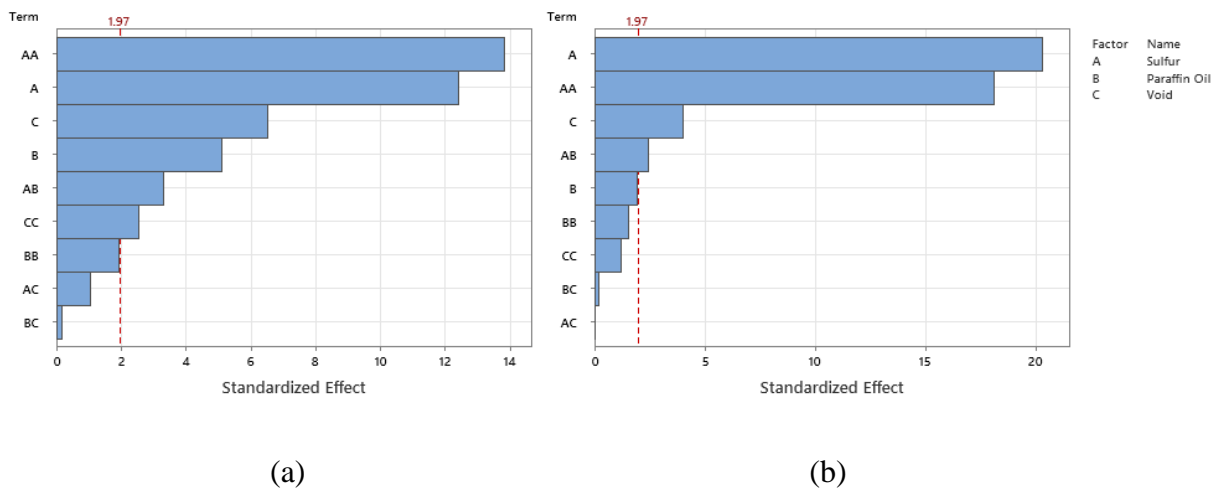 Term
1.97
AA
A
C
B
AB
CC
BB
AC
BC
0 2 4 6 8 10 12 14
Standardized Effect
(a)
Term
1.97
A
AA
C
AB
B
BB
CC
BC
AC
0 5 10 15 20
Standardized Effect
(b)
Factor Name
A Sulfur
B Paraffin Oil
C Void